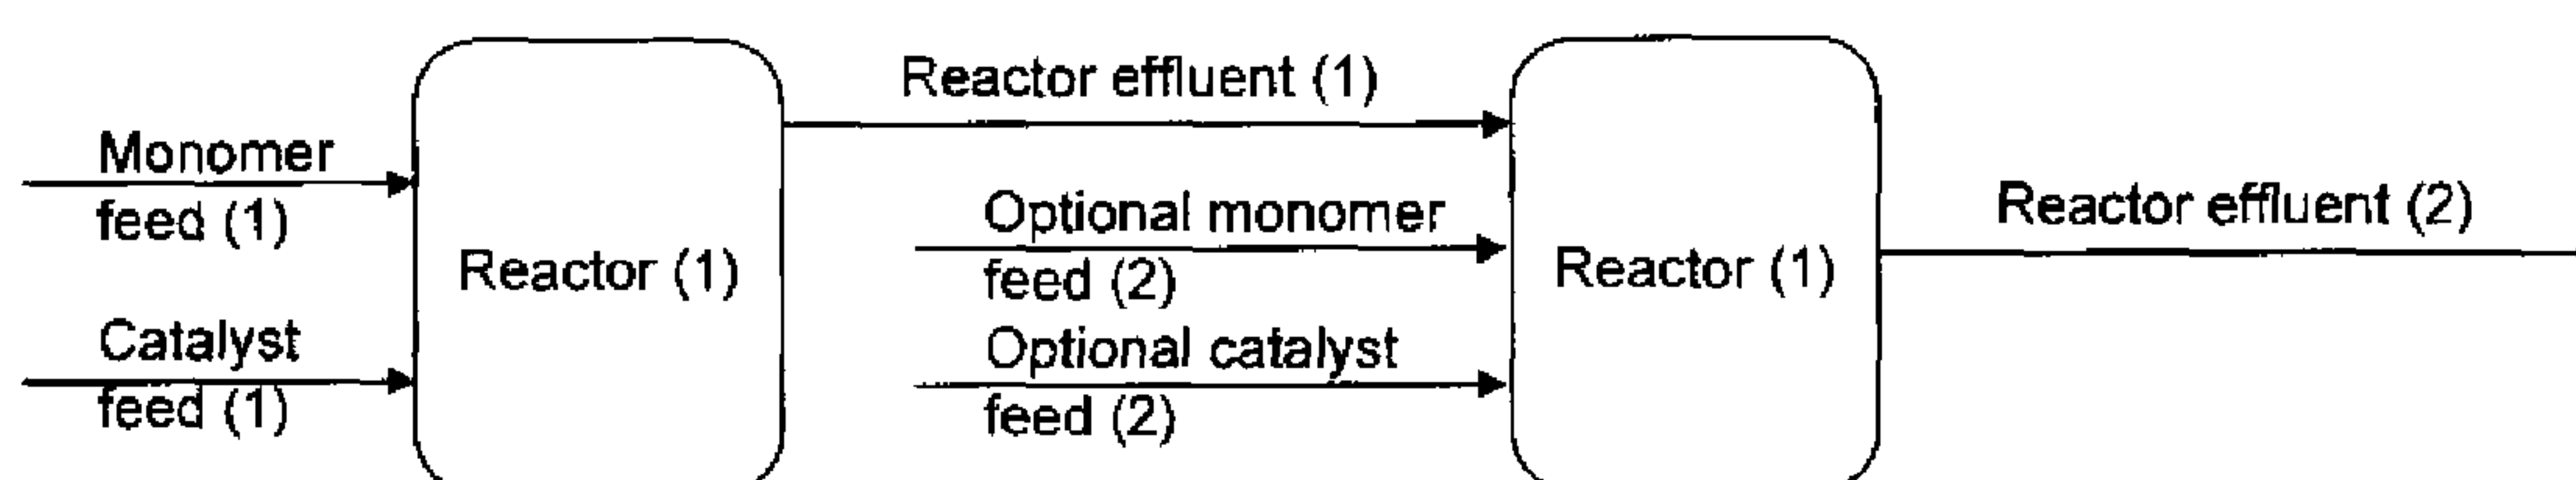 Monomer
feed (1)
Catalyst
feed (1)
Reactor (1)
Reactor effluent (1)
Optional monomer
feed (2)
Optional catalyst
feed (2)
Reactor (1)
Reactor effluent (2)